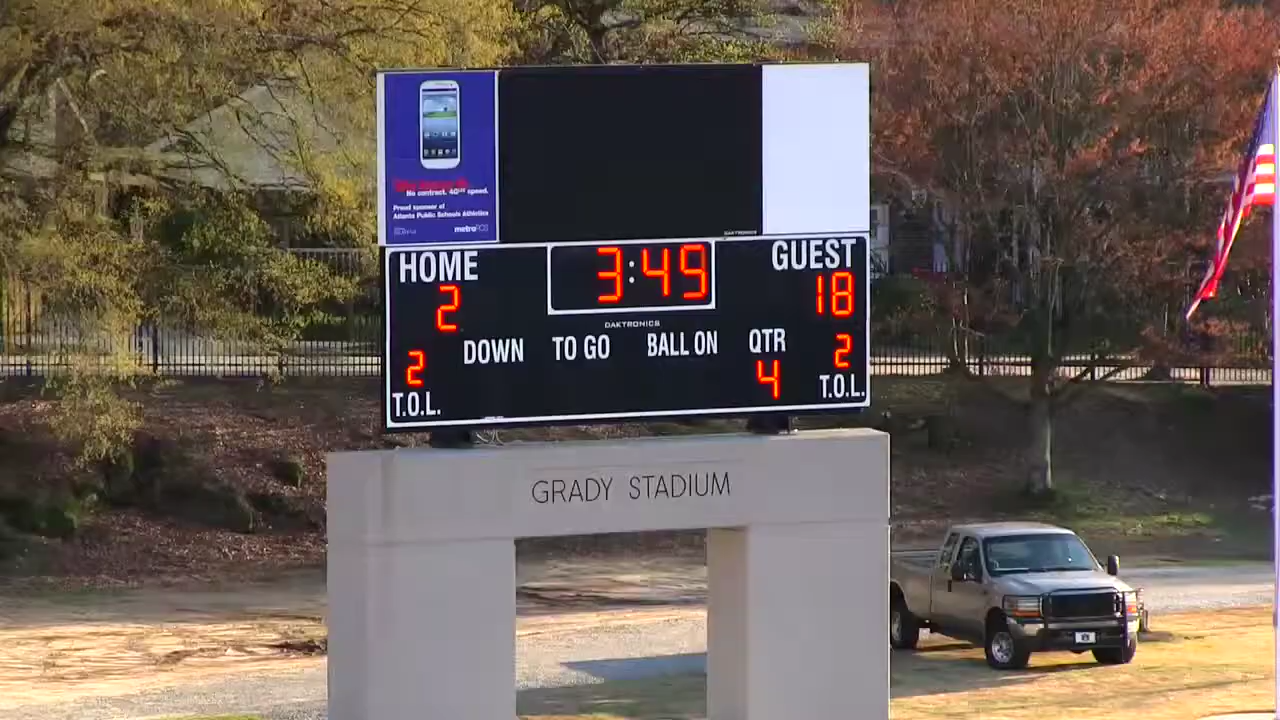 No contract. 4G speed.
Proud sponsor of
Atlanta Public Schools Athletics
metroPCS
DAKTRONICS
HOME
3:49
GUEST
2
18
DAKTRONICS
DOWN
TO GO
BALL ON
QTR
2
2
4
T.O.L.
T.O.L.
GRADY STADIUM